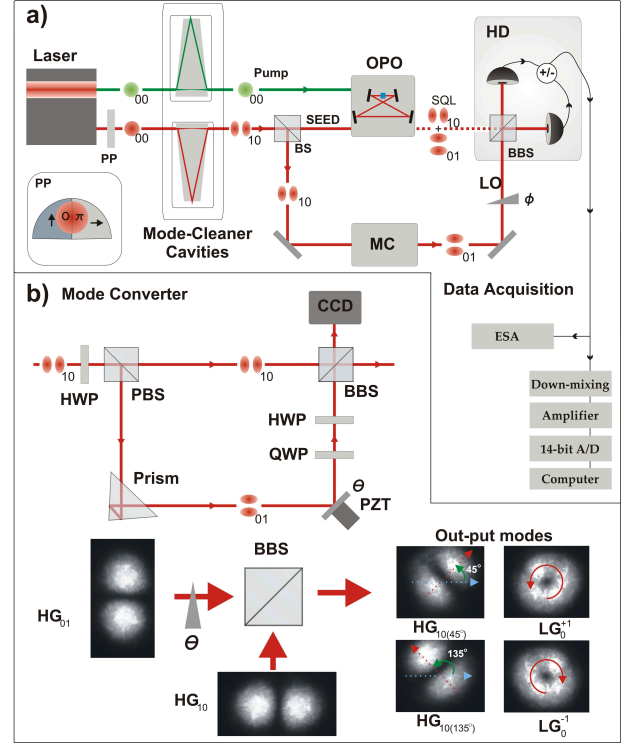 a)
HD
Laser
OPO
+/-
Pump
00
00
SQL
SEED
10
+
PP
00
10
BS
01
BBS
PP
O π
10
LO
ϕ
Mode-Cleaner
Cavities
MC
01
b) Mode Converter
Data Acquisition
CCD
ESA
10
10
HWP
PBS
BBS
Down-mixing
HWP
Amplifier
QWP
14-bit A/D
Prism
Θ
Computer
01
PZT
BBS
Out-put modes
45°
HG01
Θ
HG10(45°)
LG0+1
135°
HG10
HG10(135°)
LG0-1